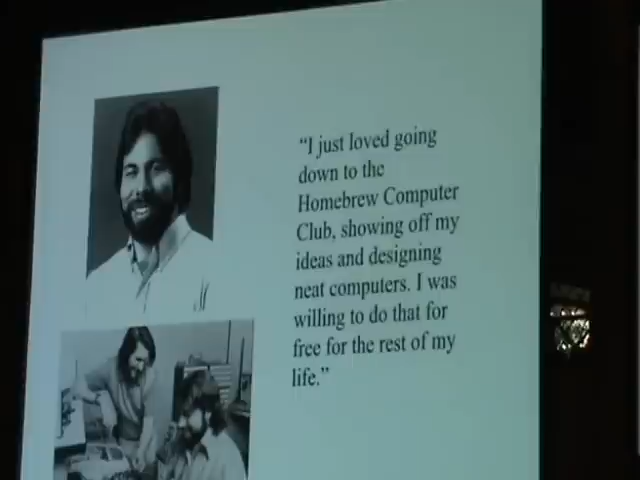 “I just loved going
down to the
Homebrew Computer
Club, showing off my
ideas and designing
neat computers. I was
willing to do that for
free for the rest of my
life.”